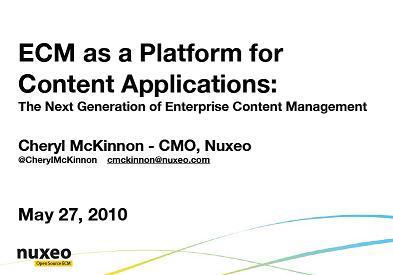 ECM as a Platform for
Content Applications:
The Next Generation of Enterprise Content Management
Cheryl McKinnon - CMO, Nuxeo
@CherylMcKinnon cmckinnon@nuxeo.com
May 27, 2010
nuxeo
Open Source ECM